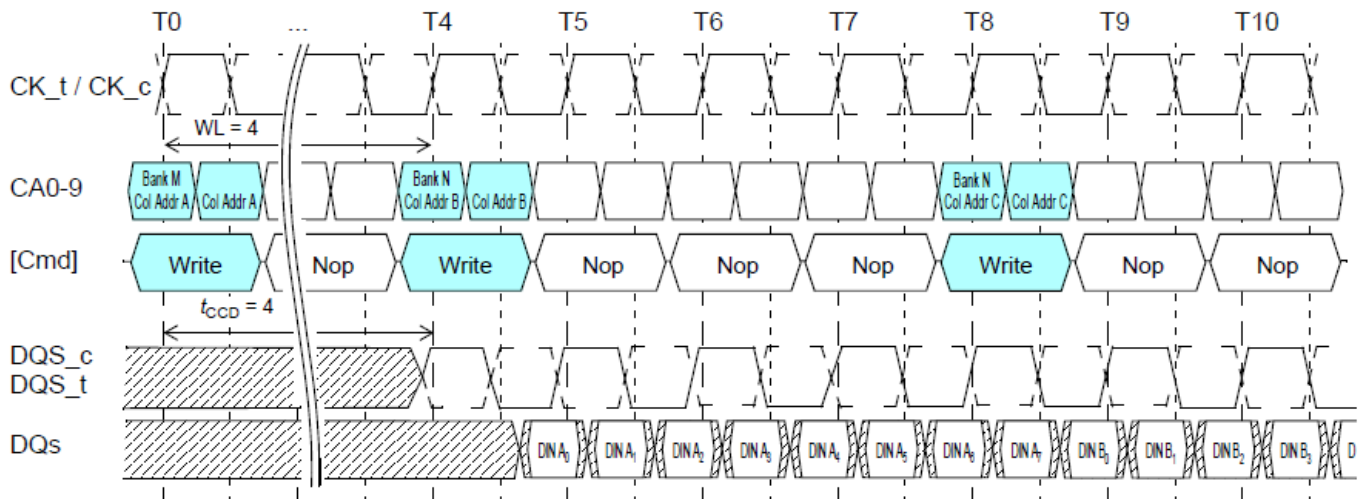 T0 ... T4 T5 T6 T7 T8 T9 T10
CK_t / CK_c
WL = 4
CA0-9 Bank M Col Addr A Col Addr A Bank N Col Addr B Col Addr B Bank N Col Addr C Col Addr C
[Cmd] Write Nop Write Nop Nop Nop Write Nop Nop
tCCD = 4
DQS_c
DQS_t
DQs DIN A0 DIN A1 DIN A2 DIN A3 DIN A4 DIN A5 DIN A6 DIN A7 DIN B0 DIN B1 DIN B2 DIN B3 D